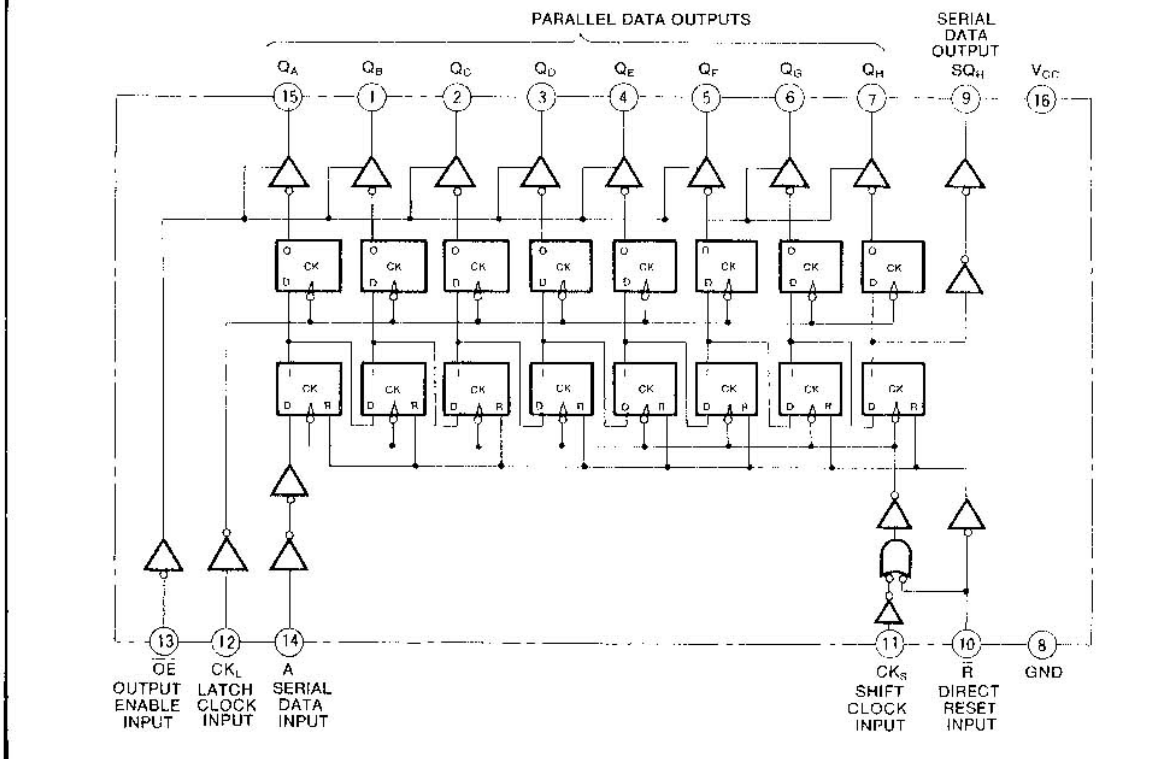 PARALLEL DATA OUTPUTS
SERIAL
DATA
OUTPUT
QA QB QC QD QE QF QG QH SQH VCC
15 1 2 3 4 5 6 7 9 16
Q Q Q Q Q Q Q Q
CK CK CK CK CK CK CK CK
D D D D D D D D
CK CK CK CK CK CK CK CK
D R D R D R D R D R D R D R D R
13 12 14 11 10 8
OE CKL A CKS R GND
OUTPUT LATCH SERIAL SHIFT DIRECT
ENABLE CLOCK DATA CLOCK RESET
INPUT INPUT INPUT INPUT INPUT